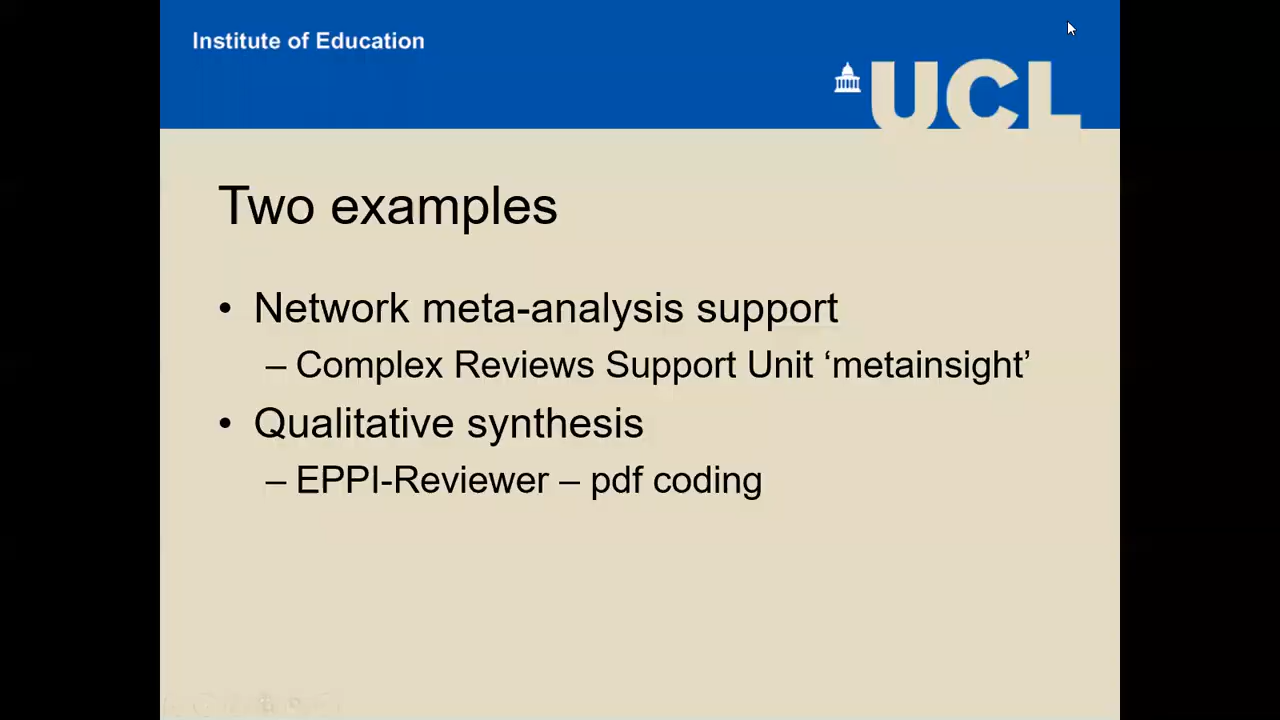 Institute of Education
UCL
Two examples
• Network meta-analysis support
– Complex Reviews Support Unit ‘metainsight’
• Qualitative synthesis
– EPPI-Reviewer – pdf coding